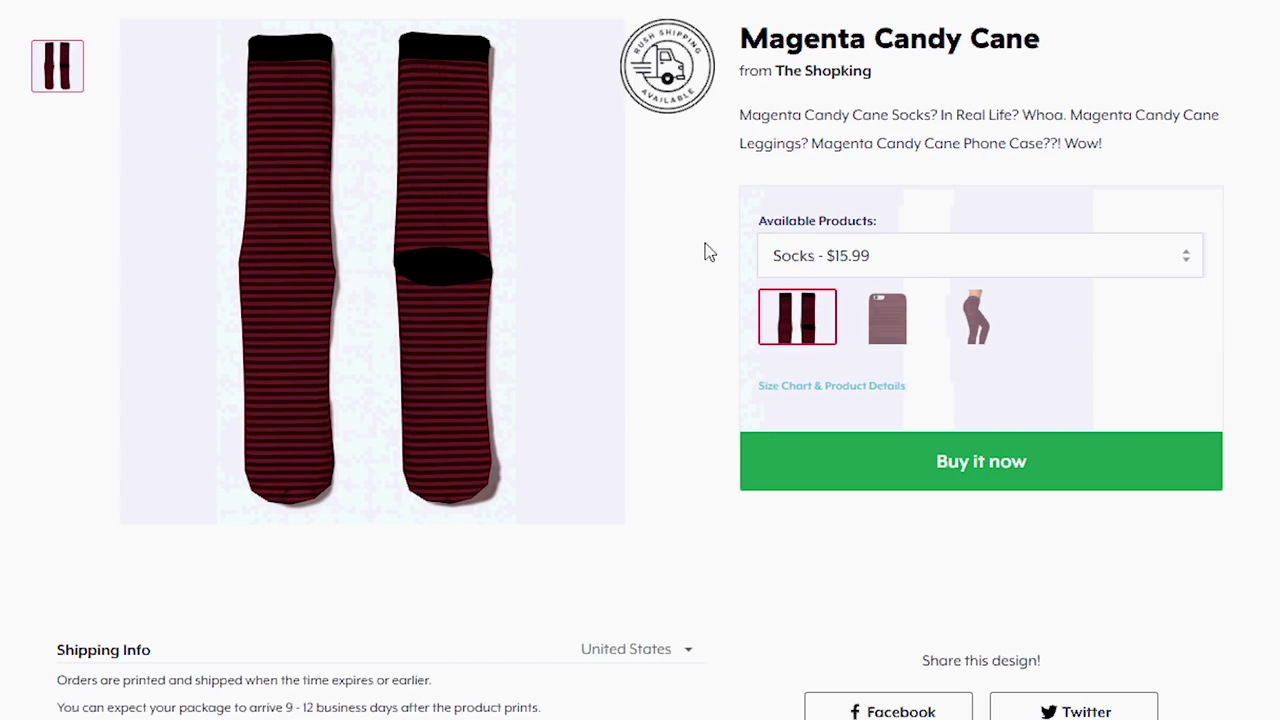 RUSH SHIPPING
AVAILABLE
Magenta Candy Cane
from The Shopking
Magenta Candy Cane Socks? In Real Life? Whoa. Magenta Candy Cane
Leggings? Magenta Candy Cane Phone Case??! Wow!
Available Products:
Socks - $15.99
Size Chart & Product Details
Buy it now
Shipping Info
United States
Orders are printed and shipped when the time expires or earlier.
You can expect your package to arrive 9 - 12 business days after the product prints.
Share this design!
Facebook
Twitter